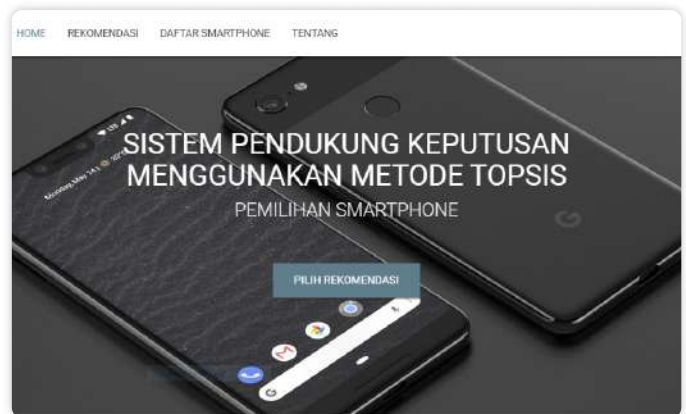 HOME REKOMENDASI DAFTAR SMARTPHONE TENTANG
SISTEM PENDUKUNG KEPUTUSAN
MENGGUNAKAN METODE TOPSIS
PEMILIHAN SMARTPHONE
PILIH REKOMENDASI